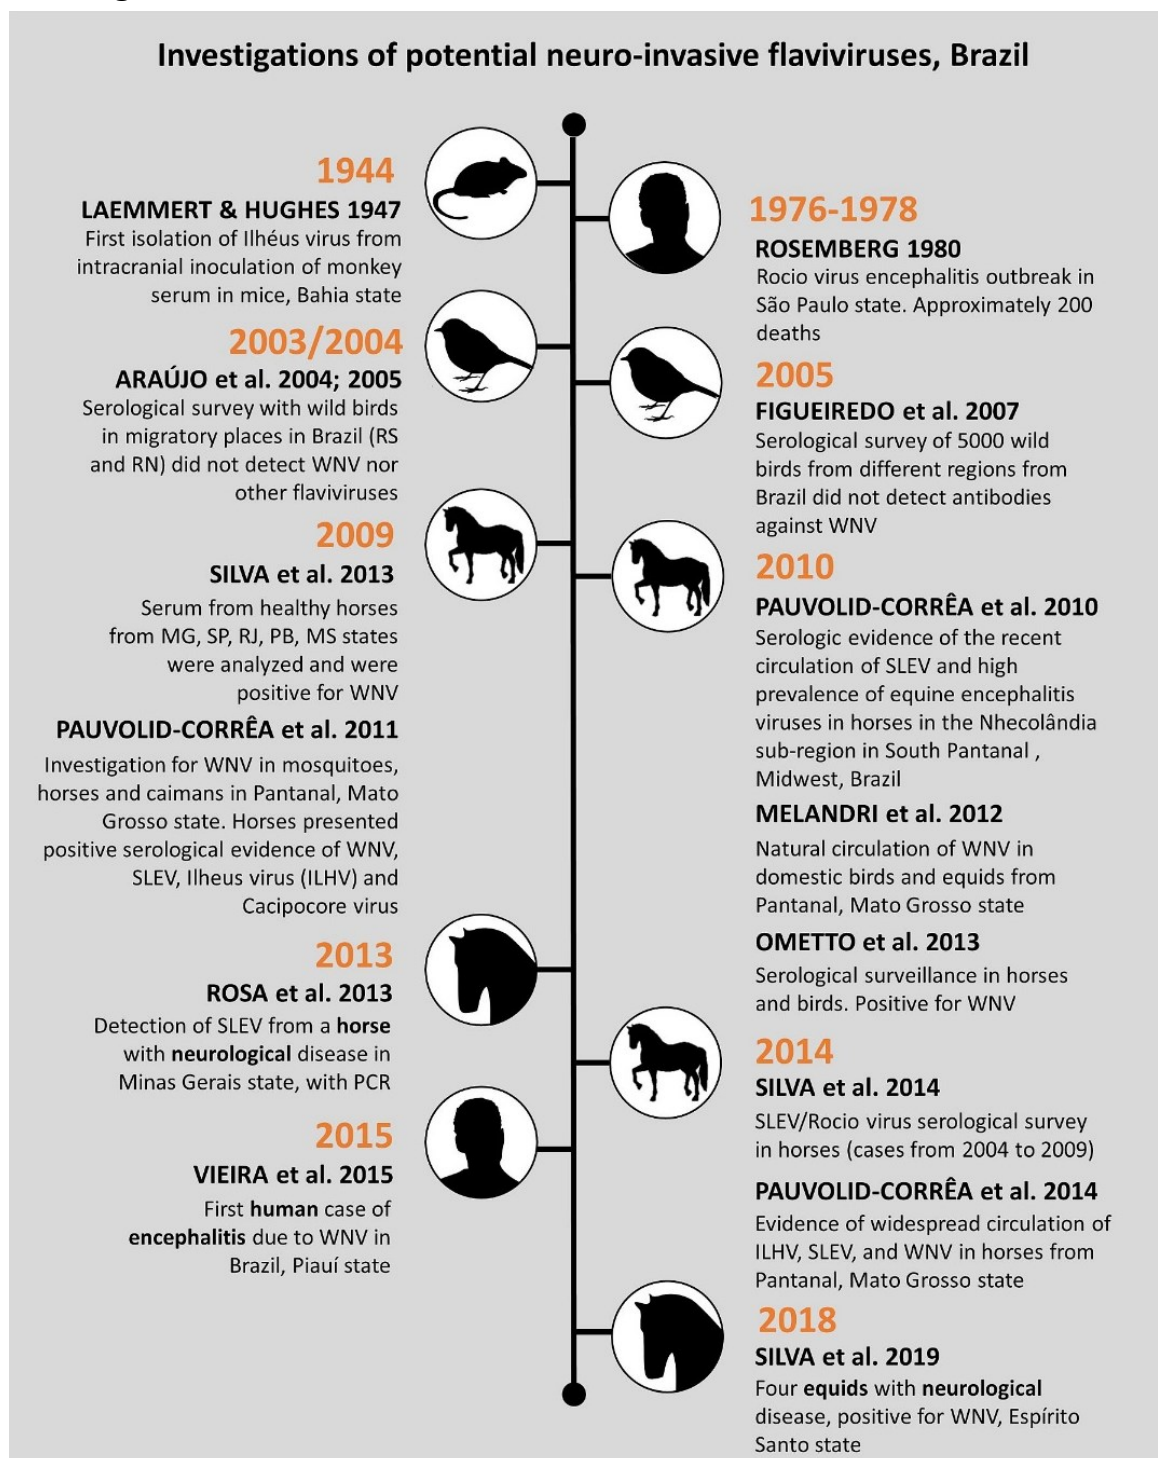 Investigations of potential neuro-invasive flaviviruses, Brazil
1944
LAEMMERT & HUGHES 1947
First isolation of Ilhéus virus from
intracranial inoculation of monkey
serum in mice, Bahia state
1976-1978
ROSEMBERG 1980
Rocio virus encephalitis outbreak in
São Paulo state. Approximately 200
deaths
2003/2004
ARAÚJO et al. 2004; 2005
Serological survey with wild birds
in migratory places in Brazil (RS
and RN) did not detect WNV nor
other flaviviruses
2005
FIGUEIREDO et al. 2007
Serological survey of 5000 wild
birds from different regions from
Brazil did not detect antibodies
against WNV
2009
SILVA et al. 2013
Serum from healthy horses
from MG, SP, RJ, PB, MS states
were analyzed and were
positive for WNV
PAUVOLID-CORRÊA et al. 2011
Investigation for WNV in mosquitoes,
horses and caimans in Pantanal, Mato
Grosso state. Horses presented
positive serological evidence of WNV,
SLEV, Ilheus virus (ILHV) and
Cacipocore virus
2010
PAUVOLID-CORRÊA et al. 2010
Serologic evidence of the recent
circulation of SLEV and high
prevalence of equine encephalitis
viruses in horses in the Nhecolândia
sub-region in South Pantanal ,
Midwest, Brazil
MELANDRI et al. 2012
Natural circulation of WNV in
domestic birds and equids from
Pantanal, Mato Grosso state
OMETTO et al. 2013
Serological surveillance in horses
and birds. Positive for WNV
2013
ROSA et al. 2013
Detection of SLEV from a horse
with neurological disease in
Minas Gerais state, with PCR
2014
SILVA et al. 2014
SLEV/Rocio virus serological survey
in horses (cases from 2004 to 2009)
PAUVOLID-CORRÊA et al. 2014
Evidence of widespread circulation of
ILHV, SLEV, and WNV in horses from
Pantanal, Mato Grosso state
2015
VIEIRA et al. 2015
First human case of
encephalitis due to WNV in
Brazil, Piauí state
2018
SILVA et al. 2019
Four equids with neurological
disease, positive for WNV, Espírito
Santo state